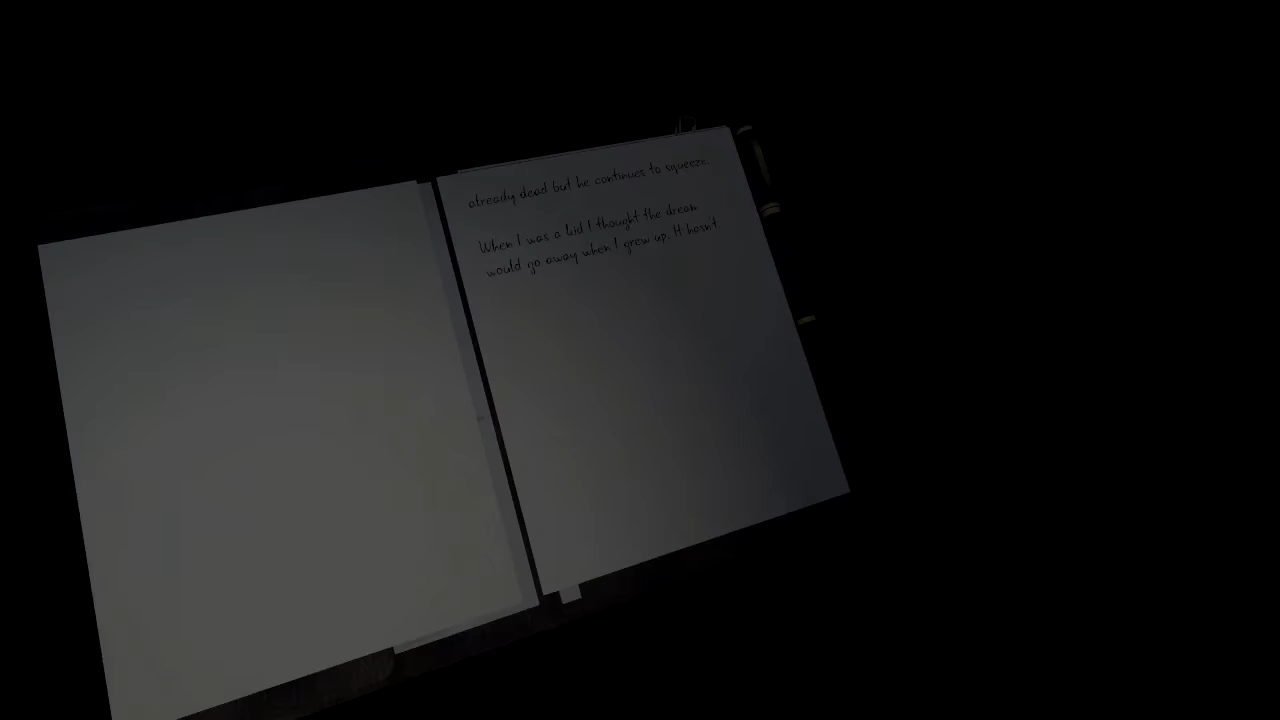 already dead but he continues to squeeze
When I was a kid I thought the dream
would go away when I grew up. It hasn't